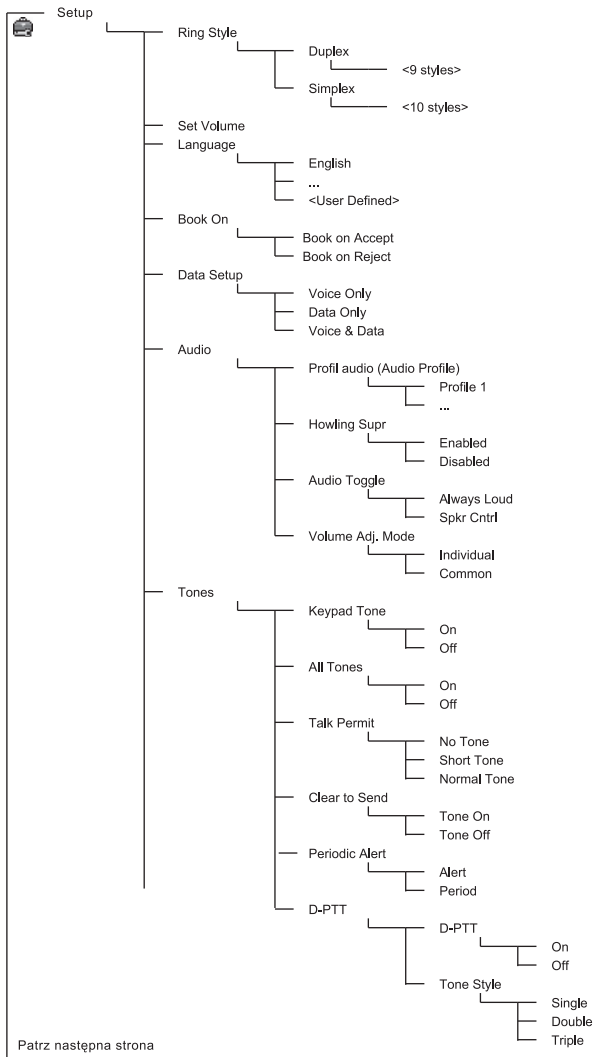 Setup
Ring Style
Duplex
<9 styles>
Simplex
<10 styles>
Set Volume
Language
English
...
<User Defined>
Book On
Book on Accept
Book on Reject
Data Setup
Voice Only
Data Only
Voice & Data
Audio
Profil audio (Audio Profile)
Profile 1
...
Howling Supr
Enabled
Disabled
Audio Toggle
Always Loud
Spkr Cntrl
Volume Adj. Mode
Individual
Common
Tones
Keypad Tone
On
Off
All Tones
On
Off
Talk Permit
No Tone
Short Tone
Normal Tone
Clear to Send
Tone On
Tone Off
Periodic Alert
Alert
Period
D-PTT
D-PTT
On
Off
Tone Style
Single
Double
Triple
Patrz następna strona